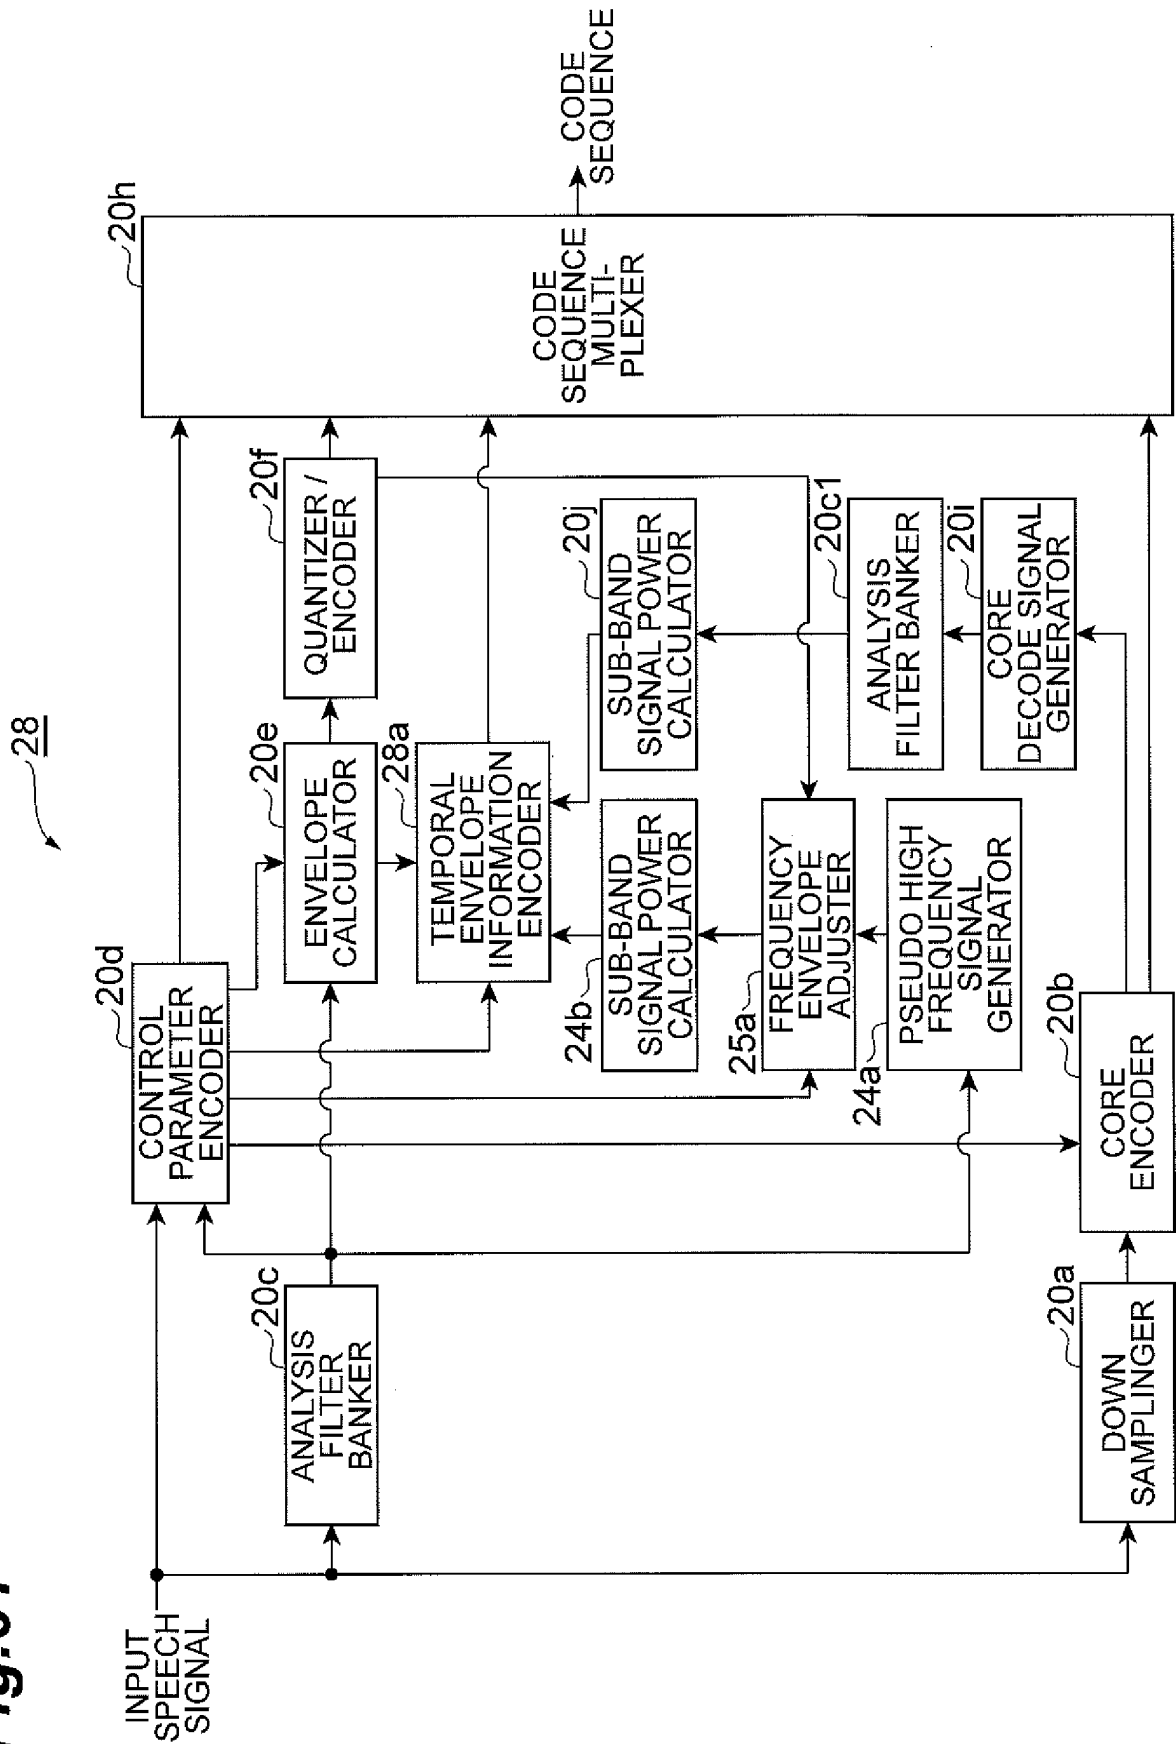 28
INPUT
SPEECH
SIGNAL
20c
ANALYSIS
FILTER
BANKER
20a
DOWN
SAMPLINGER
20d
CONTROL
PARAMETER
ENCODER
20b
CORE
ENCODER
20e
ENVELOPE
CALCULATOR
28a
TEMPORAL
ENVELOPE
INFORMATION
ENCODER
24b
SUB-BAND
SIGNAL POWER
CALCULATOR
25a
FREQUENCY
ENVELOPE
ADJUSTER
24a
PSEUDO HIGH
FREQUENCY
SIGNAL
GENERATOR
20f
QUANTIZER /
ENCODER
20j
SUB-BAND
SIGNAL POWER
CALCULATOR
20c1
ANALYSIS
FILTER BANKER
20i
CORE
DECODE SIGNAL
GENERATOR
20h
CODE
SEQUENCE
MULTI-
PLEXER
CODE
SEQUENCE